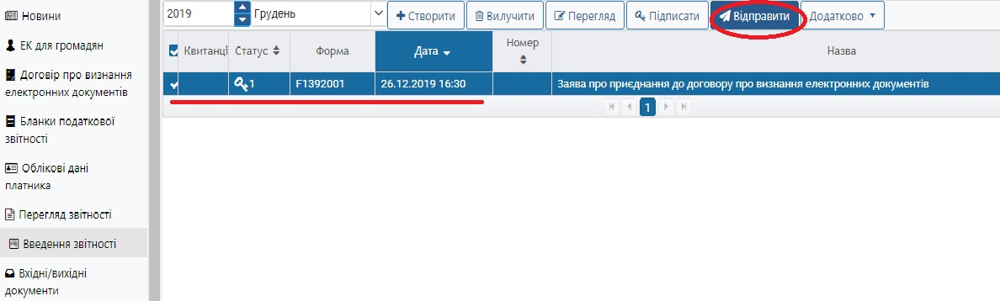 Новини
ЕК для громадян
Договір про визнання
електронних документів
Бланки податкової
звітності
Облікові дані
платника
Перегляд звітності
Введення звітності
Вхідні/вихідні
документи
2019 Грудень Створити Вилучити Перегляд Підписати Відправити Додатково
Квитанці Статус Форма Дата Номер Назва
1 F1392001 26.12.2019 16:30 Заява про приєднання до договору про визнання електронних документів
1